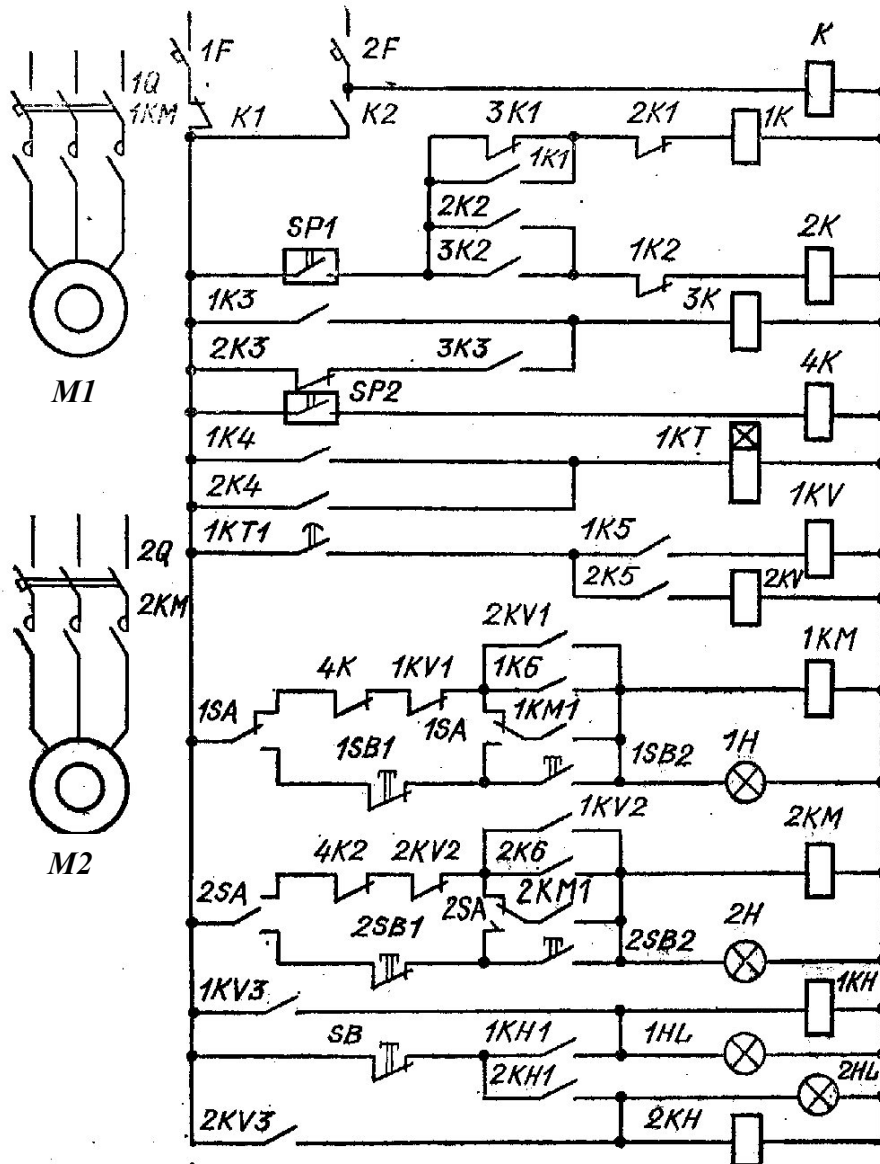 1F
2F
K
1Q
1KM
K1
K2
3K1
2K1
1K
1K1
2K2
SP1
3K2
1K2
2K
1K3
3K
2K3
3K3
4K
M1
SP2
1K4
1KT
2K4
1KV
1KT1
1K5
2Q
2K5
2KV
2KM
2KV1
1KM
4K
1KV1
1K6
1SA
1SA
1KM1
1SB1
1SB2
1H
1KV2
2KM
M2
4K2
2KV2
2K6
2SA
2SA
2KM1
2SB1
2SB2
2H
1KV3
1KH
SB
1KH1
1HL
2KH1
2HL
2KV3
2KH